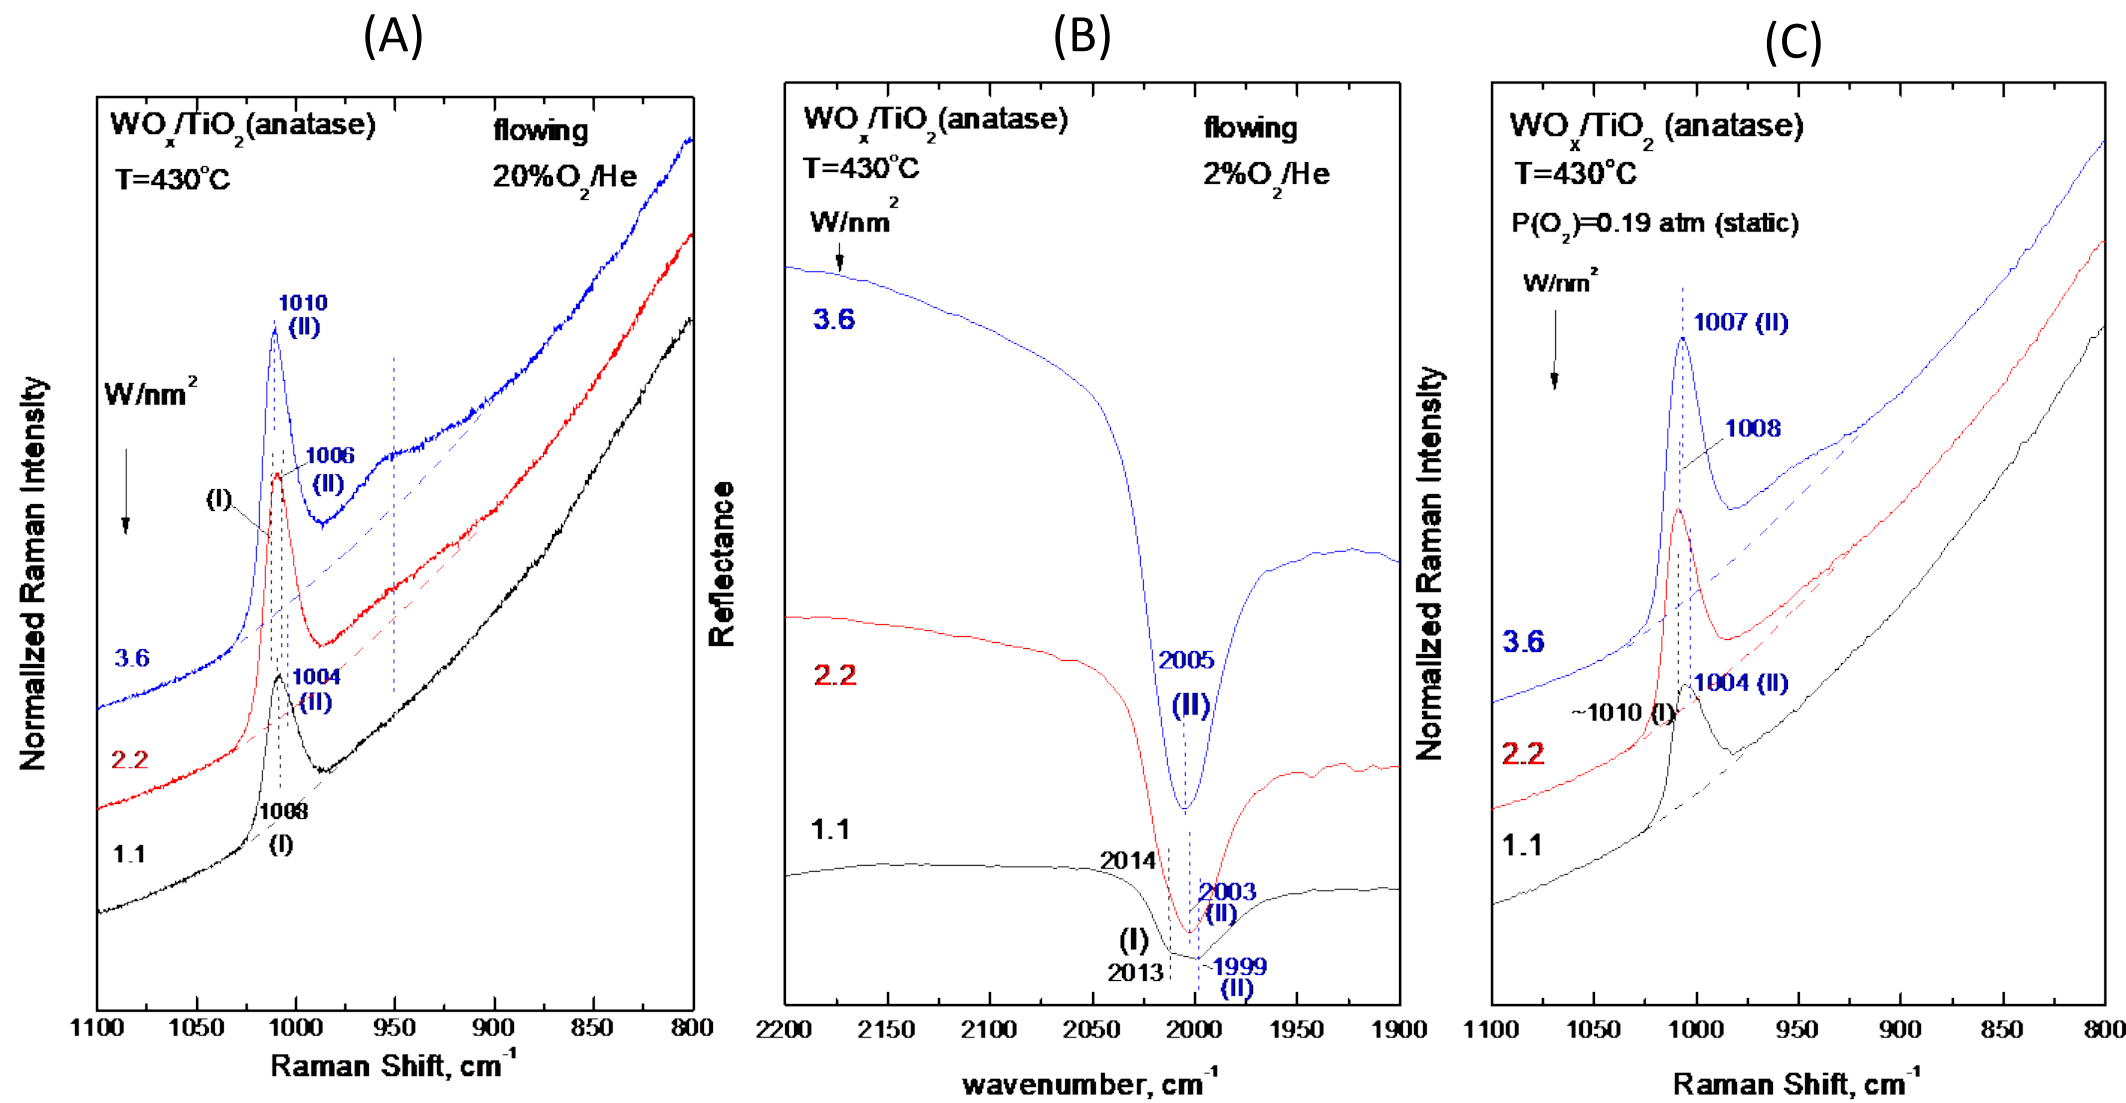 (A)
WOx/TiO2(anatase)
flowing
T=430°C
20%O2/He
1010
(II)
W/nm2
1006
(II)
(I)
3.6
1004
(II)
2.2
1008
(I)
1.1
1100 1050 1000 950 900 850 800
Raman Shift, cm-1
Normalized Raman Intensity
(B)
WOx/TiO2(anatase)
flowing
T=430°C
2%O2/He
W/nm2
3.6
2005
(II)
2.2
1.1
2014
2003
(II)
(I)
2013
1999
(II)
2200 2150 2100 2050 2000 1950 1900
wavenumber, cm-1
Reflectance
(C)
WOx/TiO2 (anatase)
T=430°C
P(O2)=0.19 atm (static)
W/nm2
1007 (II)
1008
3.6
1004 (II)
~1010 (I)
2.2
1.1
1100 1050 1000 950 900 850 800
Raman Shift, cm-1
Normalized Raman Intensity